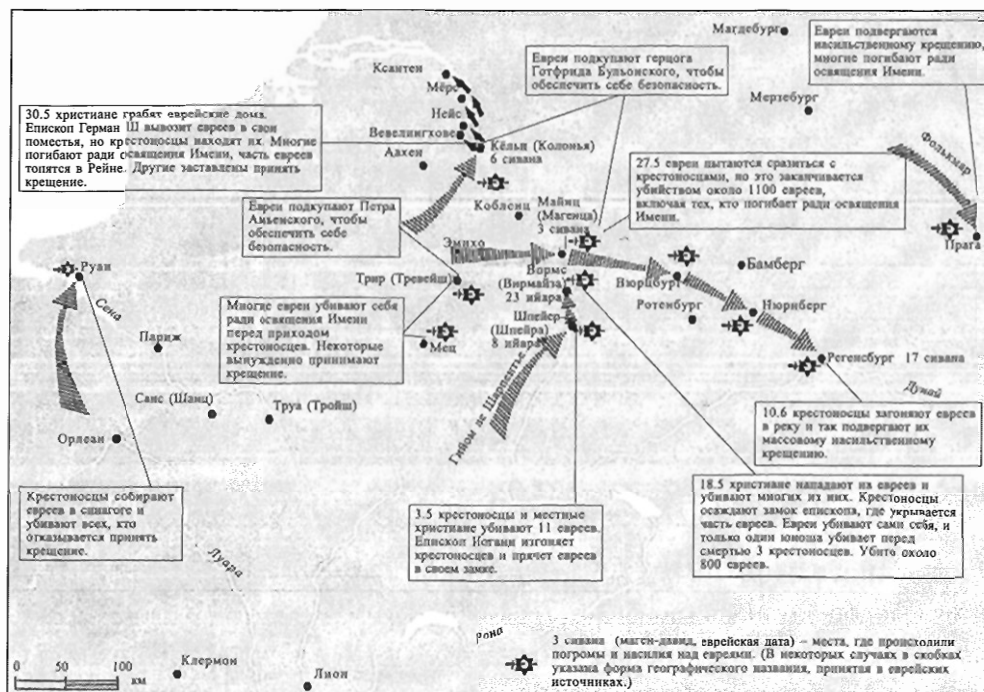 Магдебург
Евреи подвергаются
насильственному крещению,
многие погибают ради
освящения Имени.
Евреи подкупают герцога
Готфрида Бульонского, чтобы
обеспечить себе безопасность.
Ксантен
Мёрс
Нейс
Вевелингхове
Мерзебург
30.5 христиане грабят еврейские дома.
Епископ Герман Ш вывозит евреев в свои
поместья, но крестоносцы находят их. Многие
погибают ради освящения Имени, часть евреев
топятся в Рейне. Другие заставлены принять
крещение.
Кёльн (Колонья)
6 сивана
Аахен
Фолькмар
27.5 евреи пытаются сразиться с
крестоносцами, но это заканчивается
убийством около 1100 евреев,
включая тех, кто погибает ради освящения
Имени.
Кобленц
Майнц
(Магенца)
3 сивана
Евреи подкупают Петра
Амьенского, чтобы
обеспечить себе
безопасность.
Прага
Эмихо
Руан
Сена
Трир (Тревейш)
Вормс
(Вирмайза)
23 ийара
Вюрцбург
Бамберг
Ротенбург
Нюрнберг
Многие евреи убивают себя
ради освящения Имени
перед приходом
крестоносцев. Некоторые
вынужденно принимают
крещение.
Мец
Шпейер
(Шпейра)
8 ийара
Париж
Регенсбург 17 сивана
Дунай
Санс (Шанц)
Труа (Тройш)
Гийом де Шарпентье
Орлеан
10.6 крестоносцы загоняют евреев
в реку и так подвергают их
массовому насильственному
крещению.
Крестоносцы собирают
евреев в синагоге и
убивают всех, кто
отказывается принять
крещение.
3.5 крестоносцы и местные
христиане убивают 11 евреев.
Епископ Иоганн изгоняет
крестоносцев и прячет евреев
в своем замке.
18.5 христиане нападают их евреев и
убивают многих их них. Крестоносцы
осаждают замок епископа, где укрывается
часть евреев. Евреи убивают сами себя, и
только один юноша убивает перед
смертью 3 крестоносцев. Убито около
800 евреев.
Луара
Рона
3 сивана (маген-давид, еврейская дата) – места, где происходили
погромы и насилия над евреями. (В некоторых случаях в скобках
указана форма географического названия, принятая в еврейских
источниках.)
Клермон
Лион
0 50 100
км